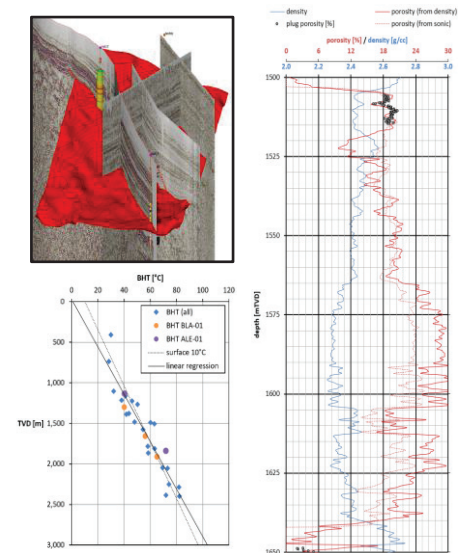 density
porosity (from density)
plug porosity [%]
porosity (from sonic)
porosity [%] / density [g/cc]
0 6 12 18 24 30
2.0 2.2 2.4 2.6 2.8 3.0
1500
1525
1550
depth [mTVD]
1575
1600
1625
1650
BHT [°C]
0 20 40 60 80 100 120
0
500
1,000
1,500
TVD [m]
2,000
2,500
3,000
BHT (all)
BHT BLA-01
BHT ALE-01
surface 10°C
linear regression